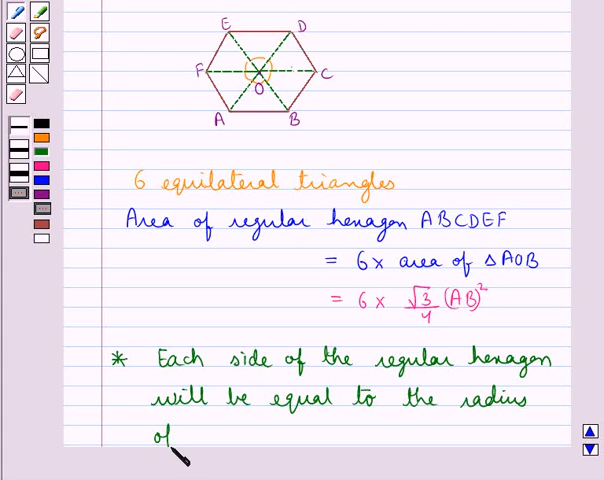 E D
F C
O
A B
6 equilateral triangles
Area of regular hexagon ABCDEF
= 6 × area of △AOB
= 6 × √3/4 (AB)²
* Each side of the regular hexagon
will be equal to the radius
of